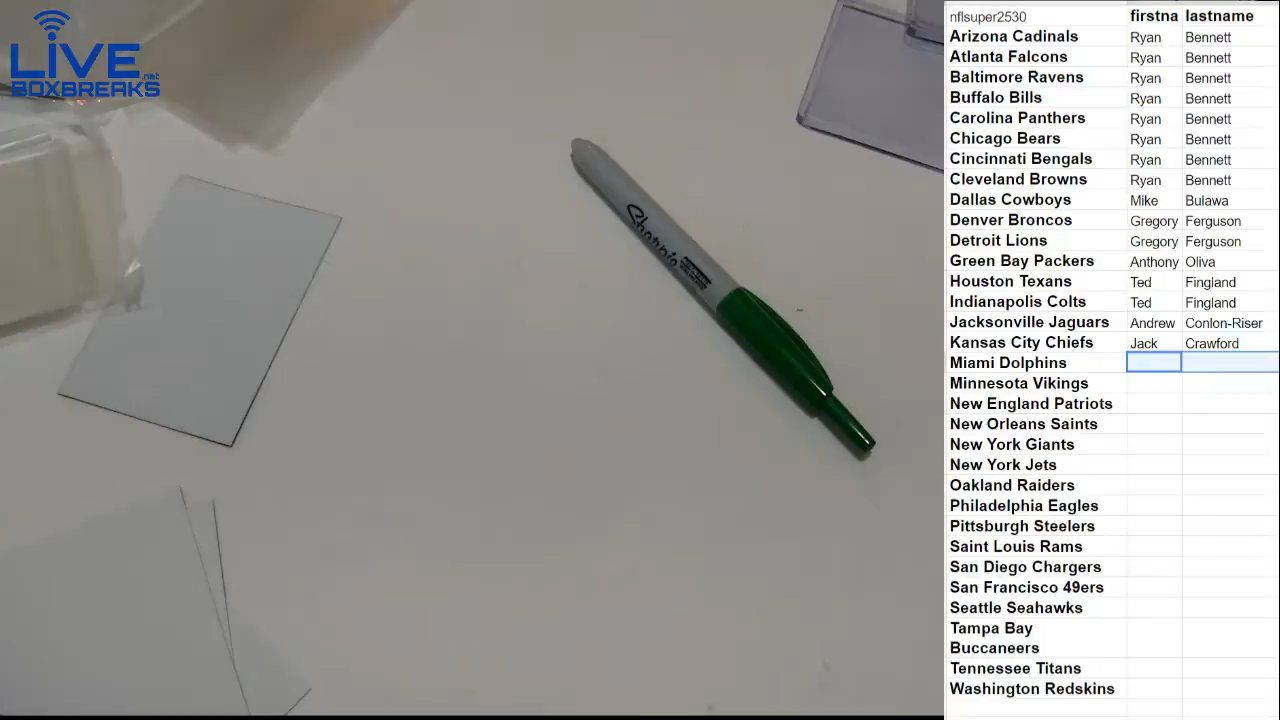 LIVE
.net
BOXBREAKS
Sharpie
nflsuper2530 firstna lastname
Arizona Cadinals Ryan Bennett
Atlanta Falcons Ryan Bennett
Baltimore Ravens Ryan Bennett
Buffalo Bills Ryan Bennett
Carolina Panthers Ryan Bennett
Chicago Bears Ryan Bennett
Cincinnati Bengals Ryan Bennett
Cleveland Browns Ryan Bennett
Dallas Cowboys Mike Bulawa
Denver Broncos Gregory Ferguson
Detroit Lions Gregory Ferguson
Green Bay Packers Anthony Oliva
Houston Texans Ted Fingland
Indianapolis Colts Ted Fingland
Jacksonville Jaguars Andrew Conlon-Riser
Kansas City Chiefs Jack Crawford
Miami Dolphins
Minnesota Vikings
New England Patriots
New Orleans Saints
New York Giants
New York Jets
Oakland Raiders
Philadelphia Eagles
Pittsburgh Steelers
Saint Louis Rams
San Diego Chargers
San Francisco 49ers
Seattle Seahawks
Tampa Bay
Buccaneers
Tennessee Titans
Washington Redskins